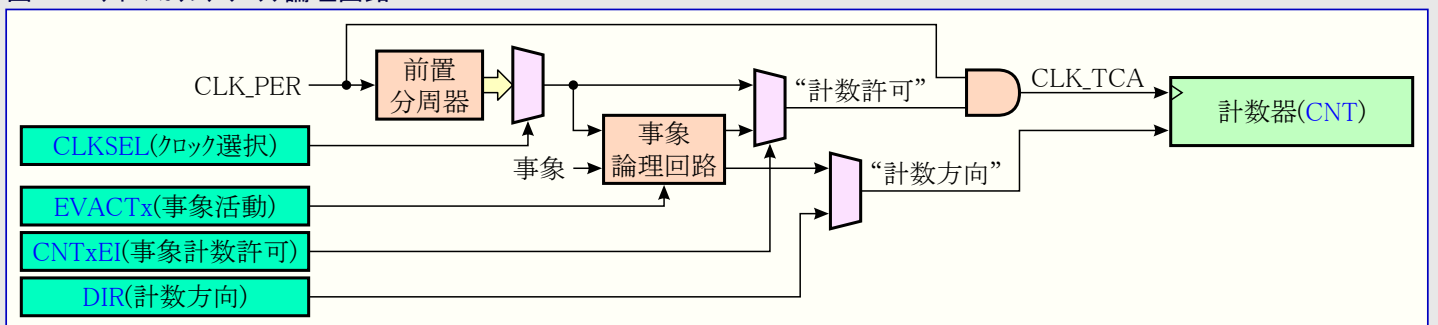 CLK_PER
前置
分周器
“計数許可”
CLK_TCA
計数器(CNT)
CLKSEL(クロック選択)
事象
事象
論理回路
“計数方向”
EVACTx(事象活動)
CNTxEI(事象計数許可)
DIR(計数方向)